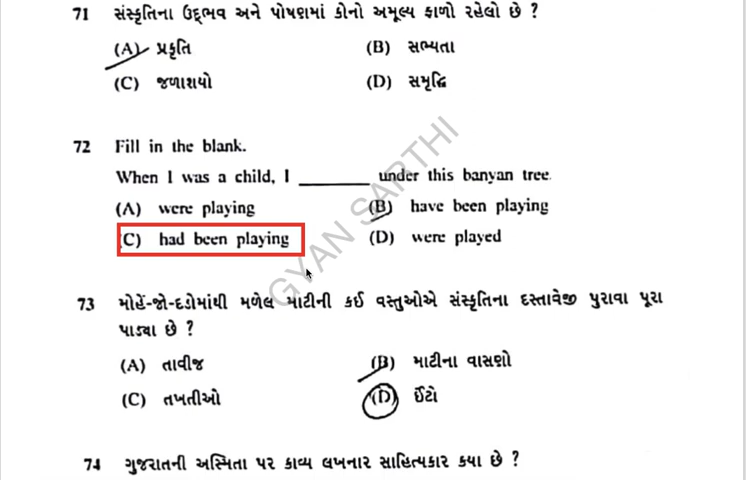 71 સંસ્કૃતિના ઉદ્દભવ અને પોષણમાં કોનો અમૂલ્ય ફાળો રહેલો છે ?
(A) પ્રકૃતિ (B) સભ્યતા
(C) જળાશયો (D) સમૃદ્ધિ
72 Fill in the blank.
When I was a child, I ________ under this banyan tree.
(A) were playing (B) have been playing
(C) had been playing (D) were played
GYAN SARTHI
73 મોહેં-જો-દડોમાંથી મળેલ માટીની કઈ વસ્તુઓએ સંસ્કૃતિના દસ્તાવેજી પુરાવા પૂરા
પાડ્યા છે ?
(A) તાવીજ (B) માટીના વાસણો
(C) તખતીઓ (D) ઈંટો
74 ગુજરાતની અસ્મિતા પર કાવ્ય લખનાર સાહિત્યકાર કયા છે ?